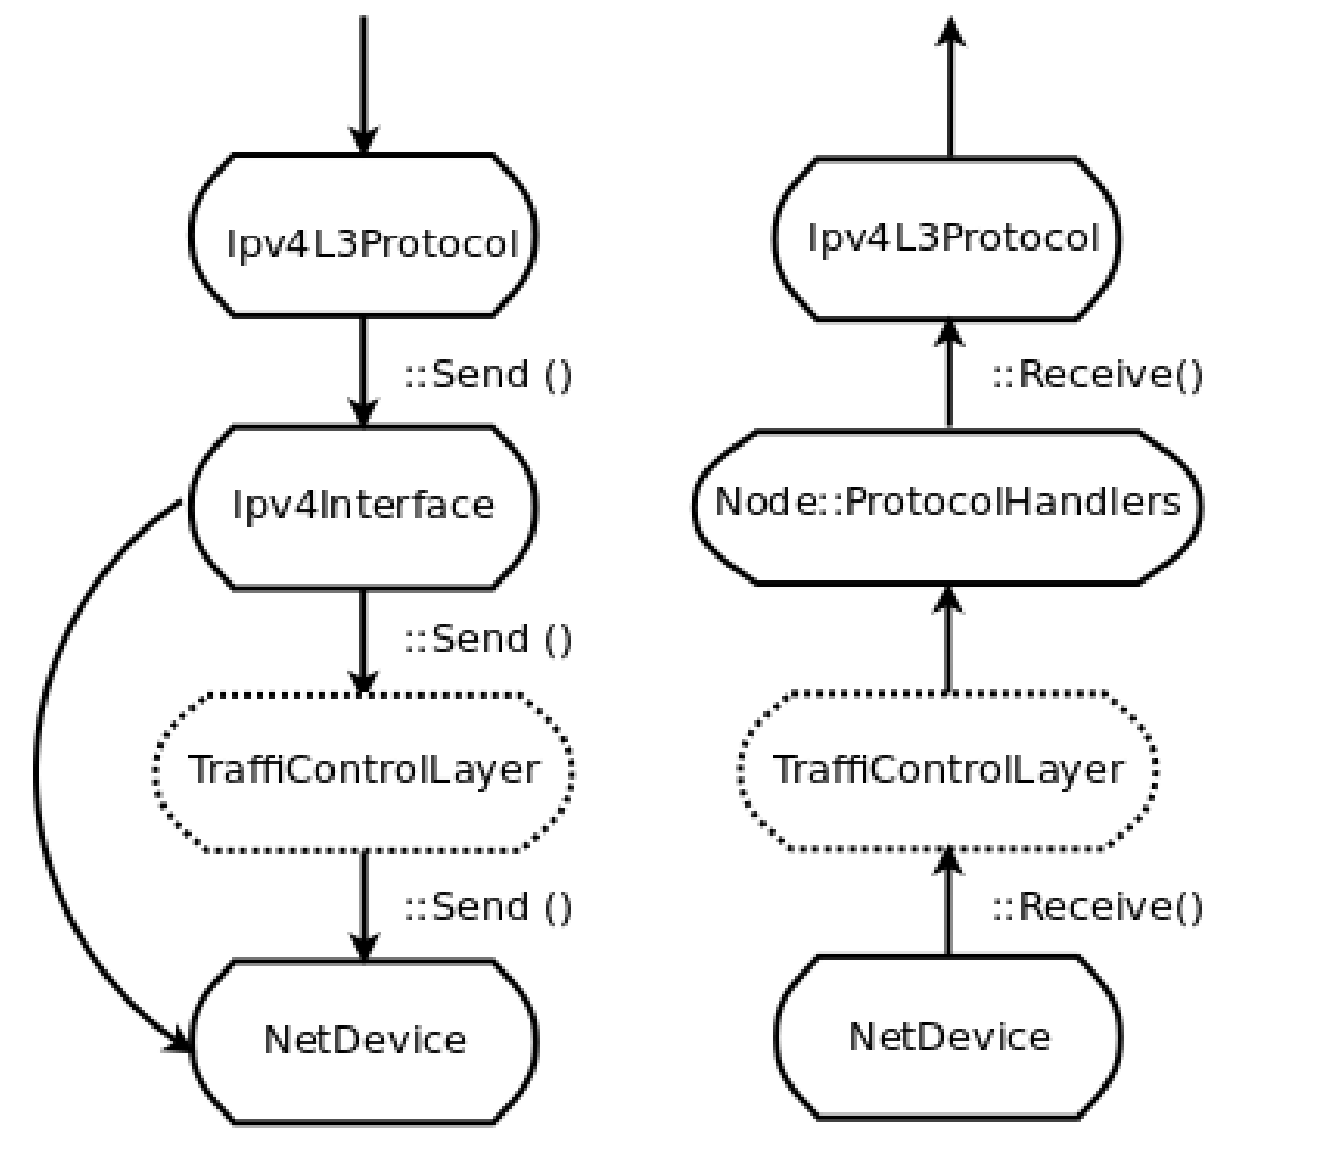 Ipv4L3Protocol
::Send ()
Ipv4Interface
::Send ()
TraffiControlLayer
::Send ()
NetDevice
Ipv4L3Protocol
::Receive()
Node::ProtocolHandlers
TraffiControlLayer
::Receive()
NetDevice